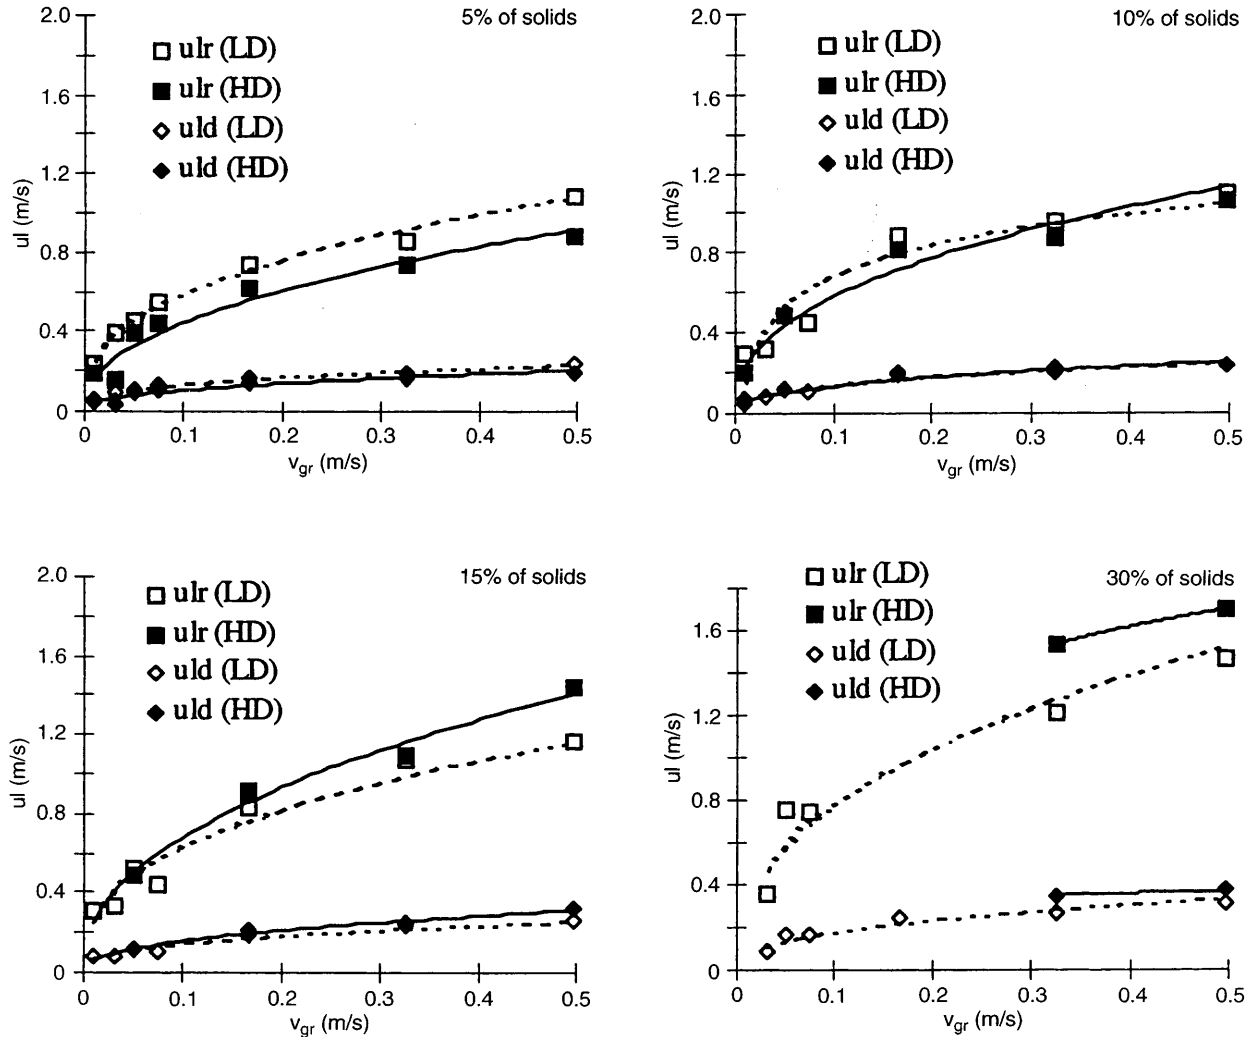 5% of solids
2.0
1.6
1.2
0.8
0.4
0
ul (m/s)
ulr (LD)
ulr (HD)
uld (LD)
uld (HD)
0 0.1 0.2 0.3 0.4 0.5
vgr (m/s)
10% of solids
2.0
1.6
1.2
0.8
0.4
0
ul (m/s)
ulr (LD)
ulr (HD)
uld (LD)
uld (HD)
0 0.1 0.2 0.3 0.4 0.5
vgr (m/s)
15% of solids
2.0
1.6
1.2
0.8
0.4
0
ul (m/s)
ulr (LD)
ulr (HD)
uld (LD)
uld (HD)
0 0.1 0.2 0.3 0.4 0.5
vgr (m/s)
30% of solids
1.6
1.2
0.8
0.4
0
ul (m/s)
ulr (LD)
ulr (HD)
uld (LD)
uld (HD)
0 0.1 0.2 0.3 0.4 0.5
vgr (m/s)